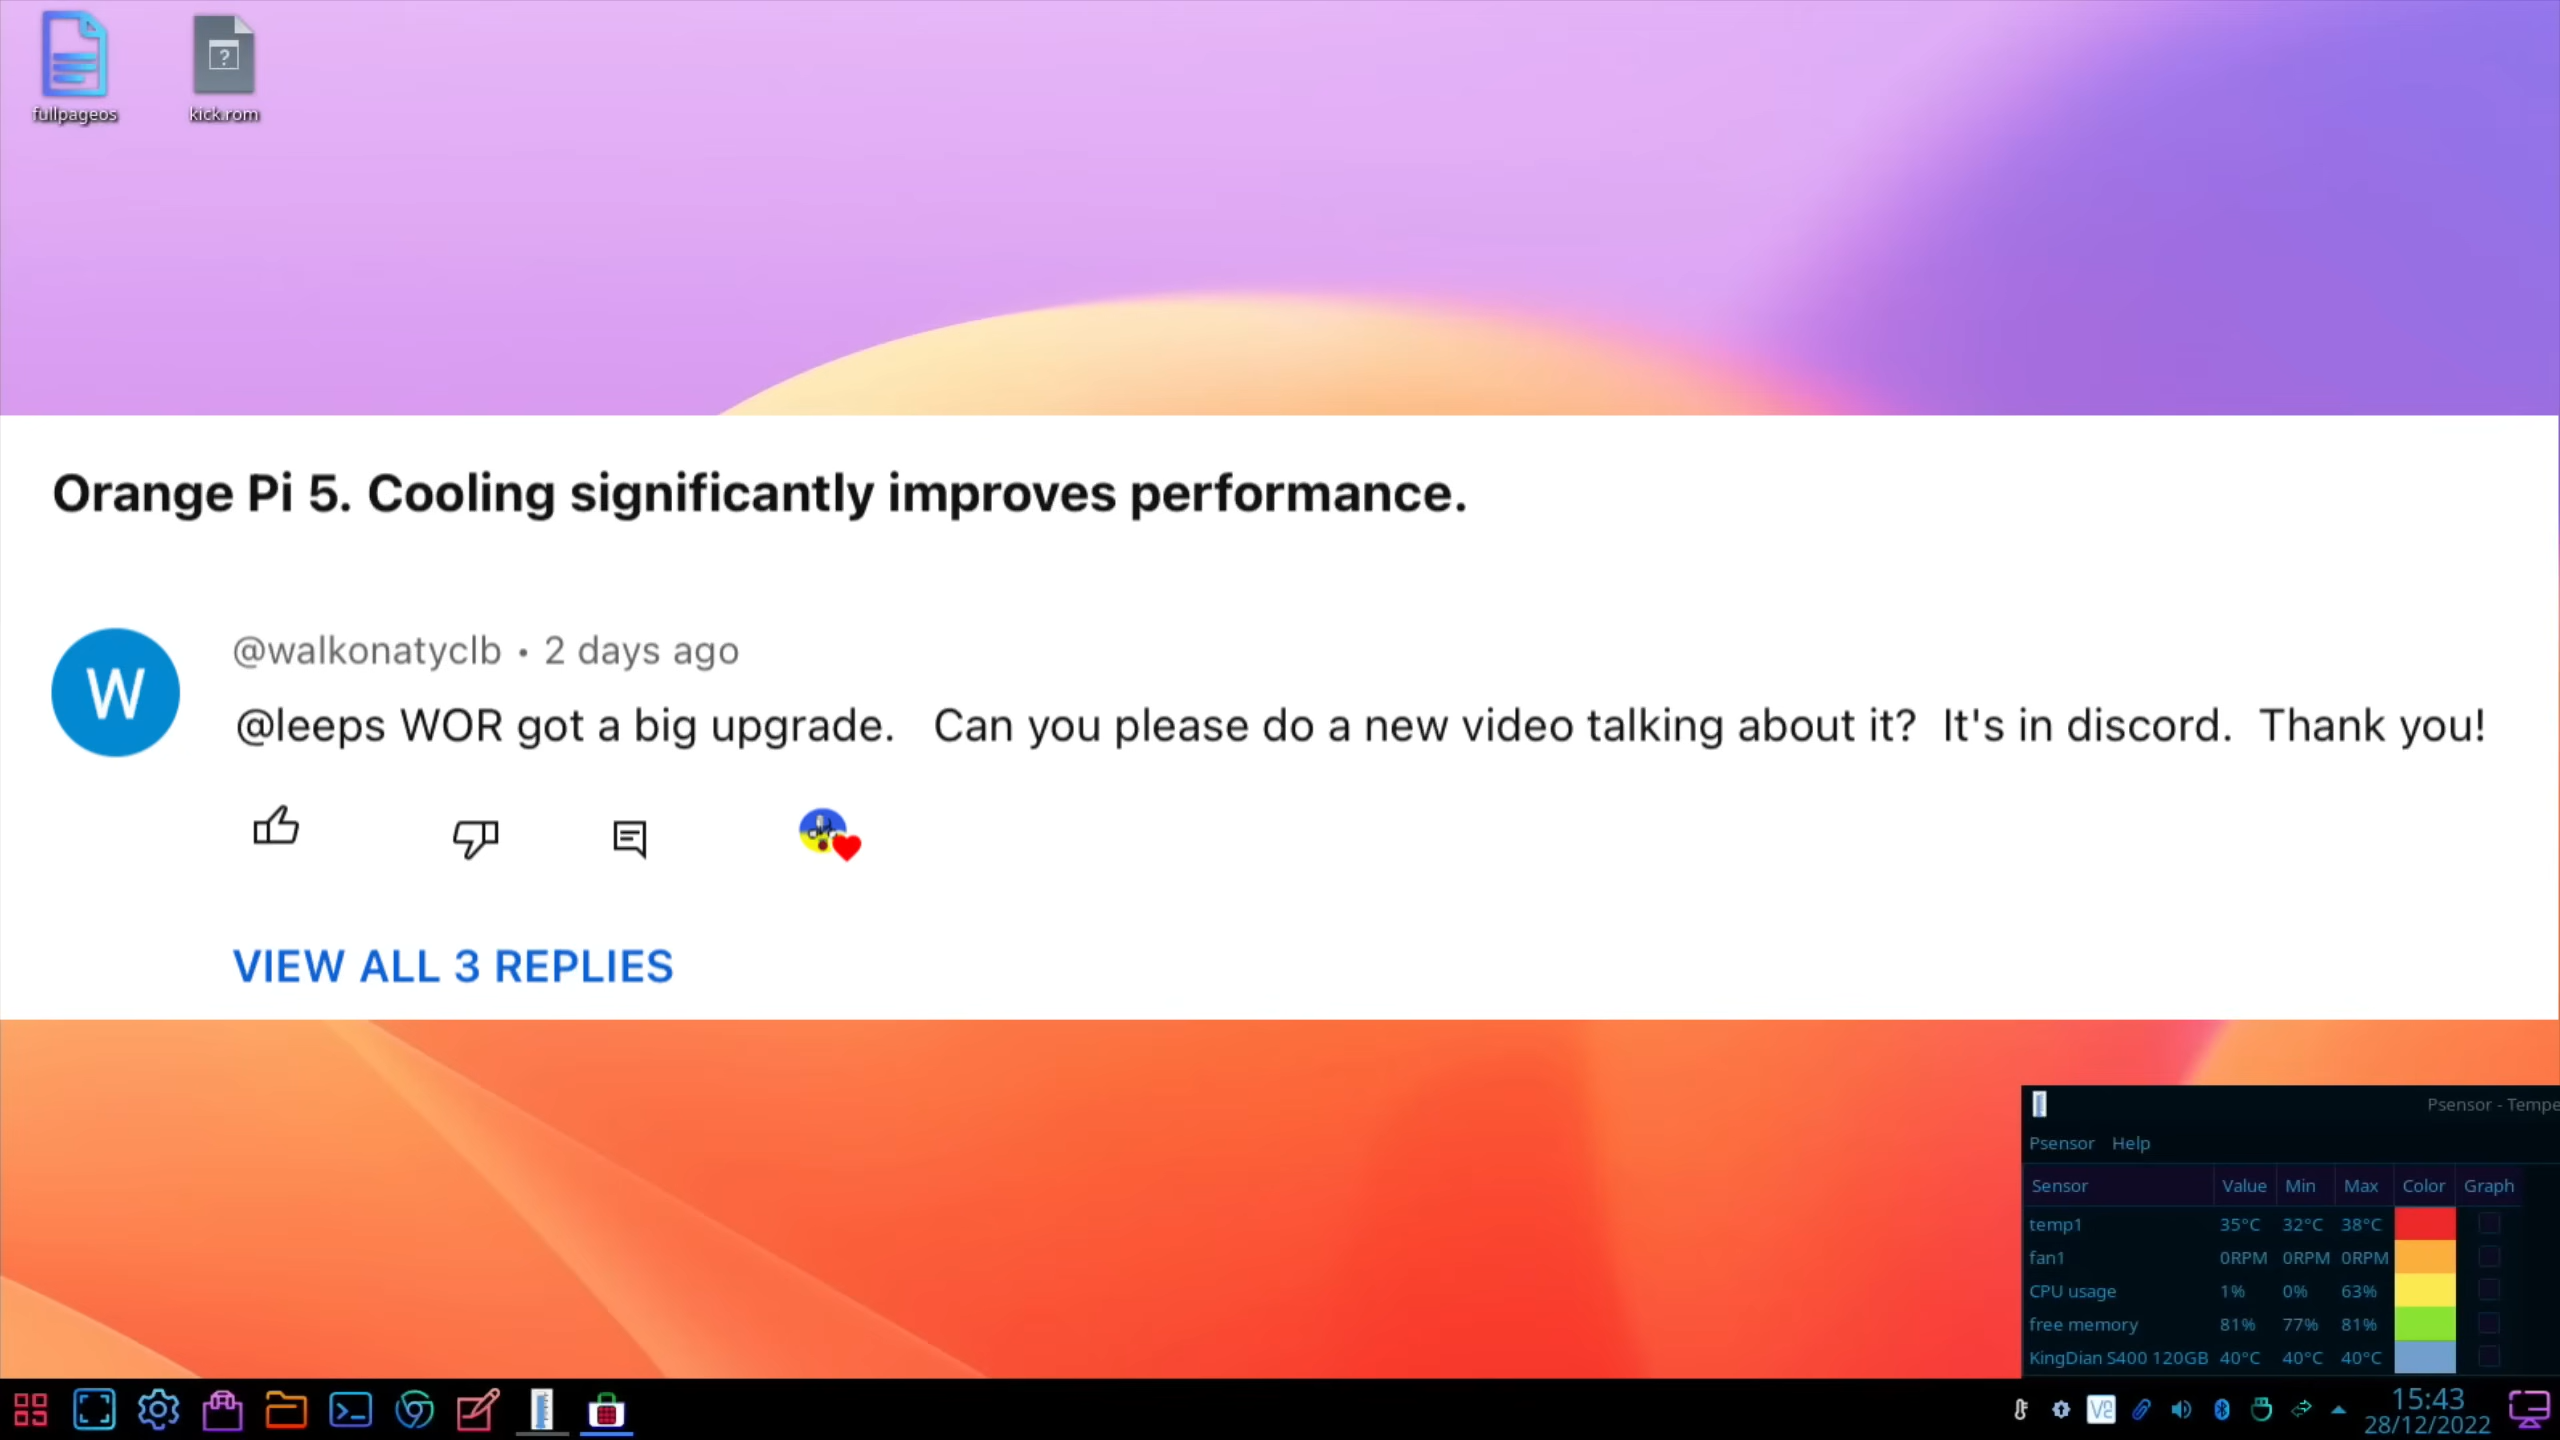 fullpageos
kick.rom
Orange Pi 5. Cooling significantly improves performance.
W
@walkonatyclb • 2 days ago
@leeps WOR got a big upgrade. Can you please do a new video talking about it? It's in discord. Thank you!
VIEW ALL 3 REPLIES
Psensor - Tempe
Psensor Help
Sensor Value Min Max Color Graph
temp1 35°C 32°C 38°C
fan1 0RPM 0RPM 0RPM
CPU usage 1% 0% 63%
free memory 81% 77% 81%
KingDian S400 120GB 40°C 40°C 40°C
15:43
28/12/2022